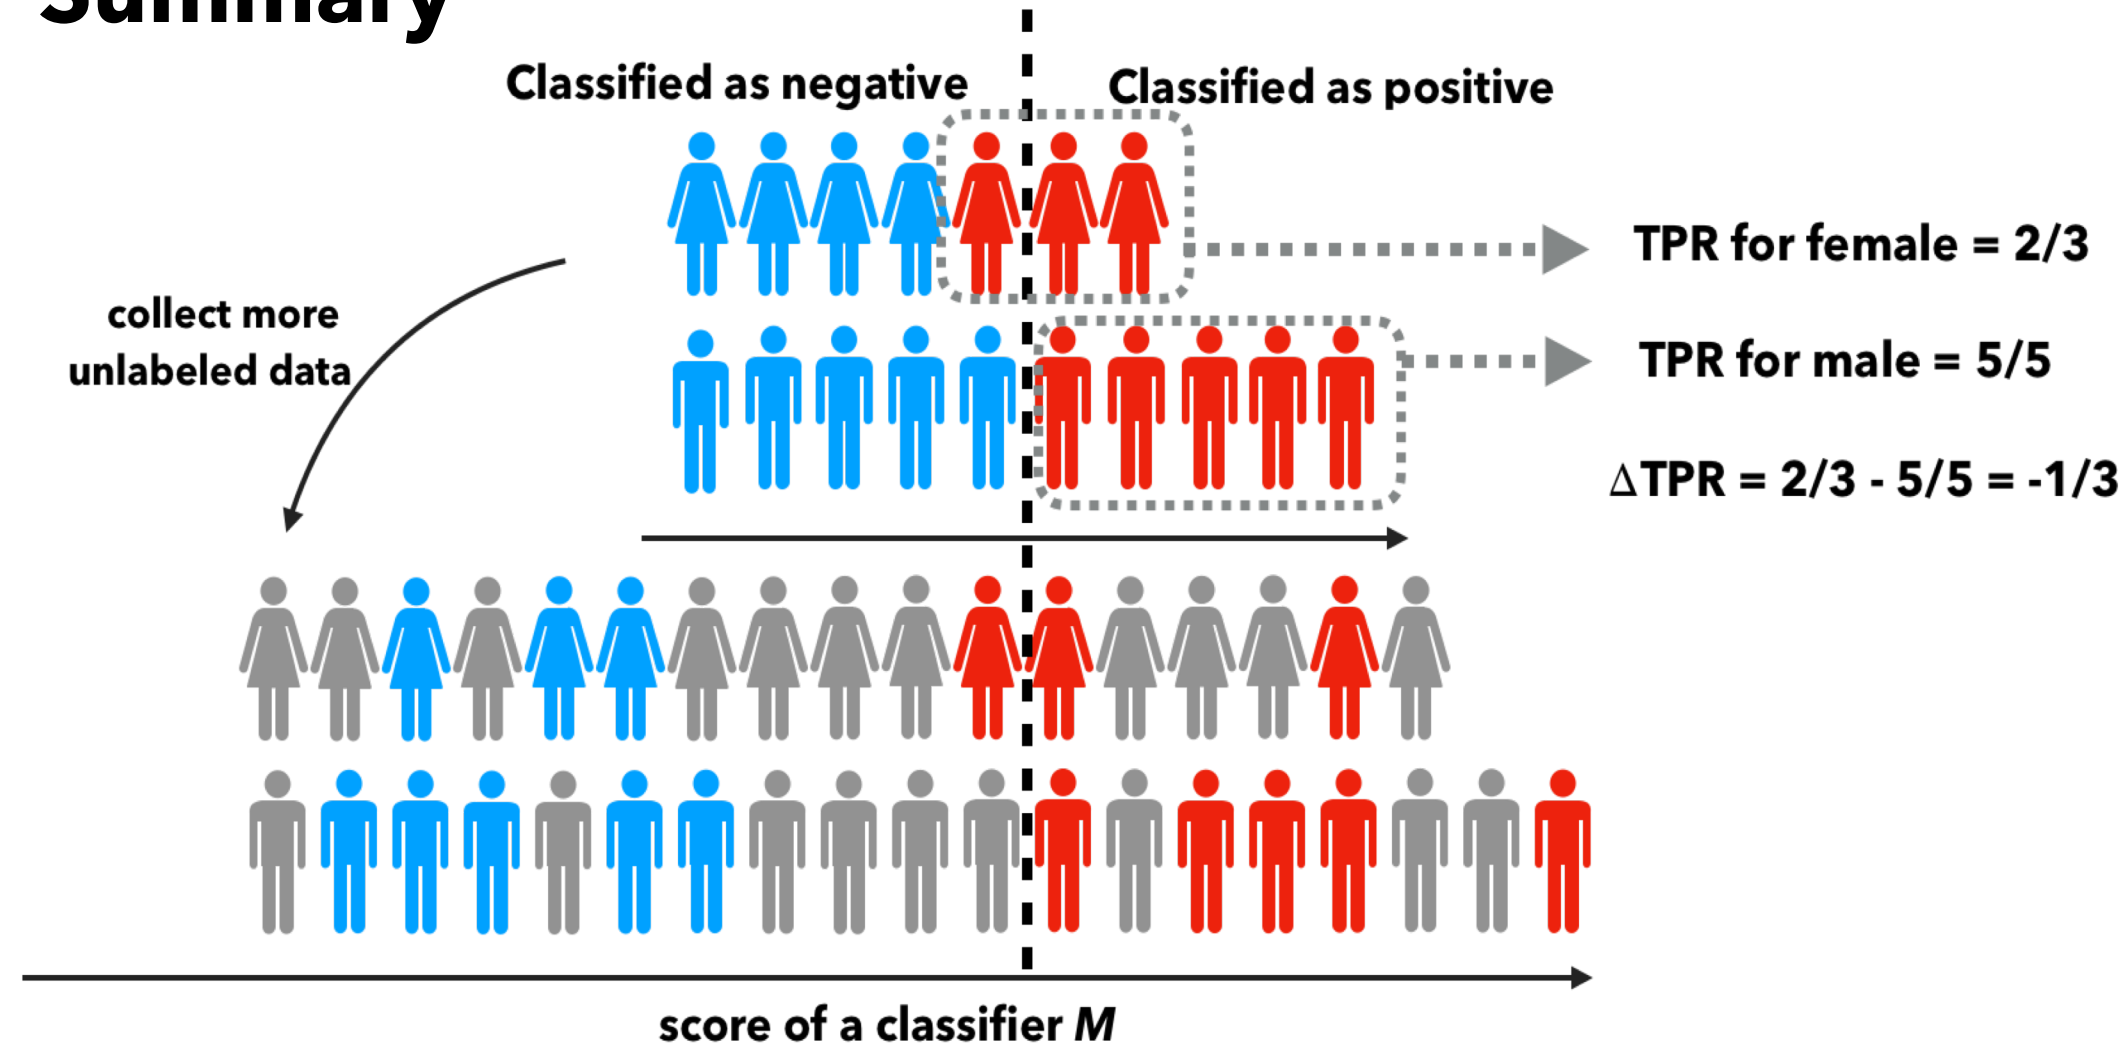 Summary
Classified as negative
Classified as positive
TPR for female = 2/3
collect more
unlabeled data
TPR for male = 5/5
ΔTPR = 2/3 - 5/5 = -1/3
score of a classifier M